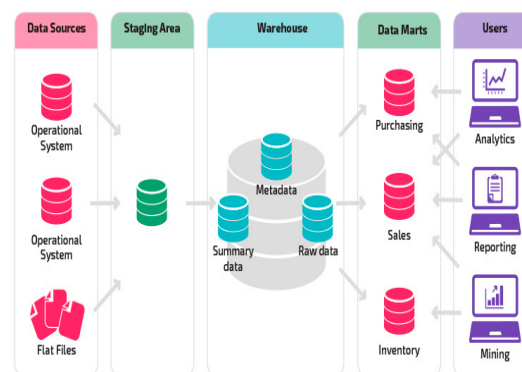 Data Sources
Staging Area
Warehouse
Data Marts
Users
Operational
System
Operational
System
Flat Files
Metadata
Summary
data
Raw data
Purchasing
Sales
Inventory
Analytics
Reporting
Mining